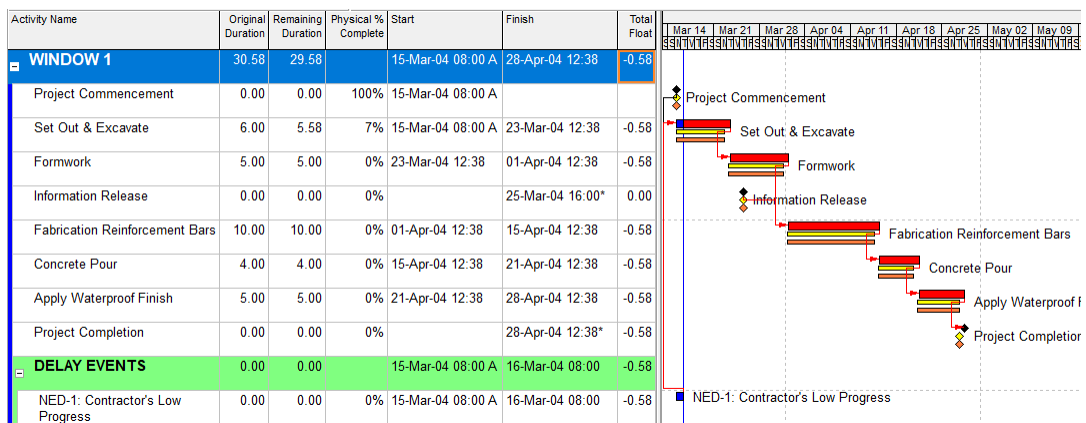 Activity Name Original Remaining Physical % Start Finish Total
Duration Duration Complete Float
Mar 14 Mar 21 Mar 28 Apr 04 Apr 11 Apr 18 Apr 25 May 02 May 09
WINDOW 1 30.58 29.58 15-Mar-04 08:00 A 28-Apr-04 12:38 -0.58
Project Commencement 0.00 0.00 100% 15-Mar-04 08:00 A Project Commencement
Set Out & Excavate 6.00 5.58 7% 15-Mar-04 08:00 A 23-Mar-04 12:38 -0.58 Set Out & Excavate
Formwork 5.00 5.00 0% 23-Mar-04 12:38 01-Apr-04 12:38 -0.58 Formwork
Information Release 0.00 0.00 0% 25-Mar-04 16:00* 0.00 Information Release
Fabrication Reinforcement Bars 10.00 10.00 0% 01-Apr-04 12:38 15-Apr-04 12:38 -0.58 Fabrication Reinforcement Bars
Concrete Pour 4.00 4.00 0% 15-Apr-04 12:38 21-Apr-04 12:38 -0.58 Concrete Pour
Apply Waterproof Finish 5.00 5.00 0% 21-Apr-04 12:38 28-Apr-04 12:38 -0.58 Apply Waterproof F
Project Completion 0.00 0.00 0% 28-Apr-04 12:38* -0.58 Project Completion
DELAY EVENTS 0.00 0.00 15-Mar-04 08:00 A 16-Mar-04 08:00 -0.58
NED-1: Contractor's Low 0.00 0.00 0% 15-Mar-04 08:00 A 16-Mar-04 08:00 -0.58 NED-1: Contractor's Low Progress
Progress